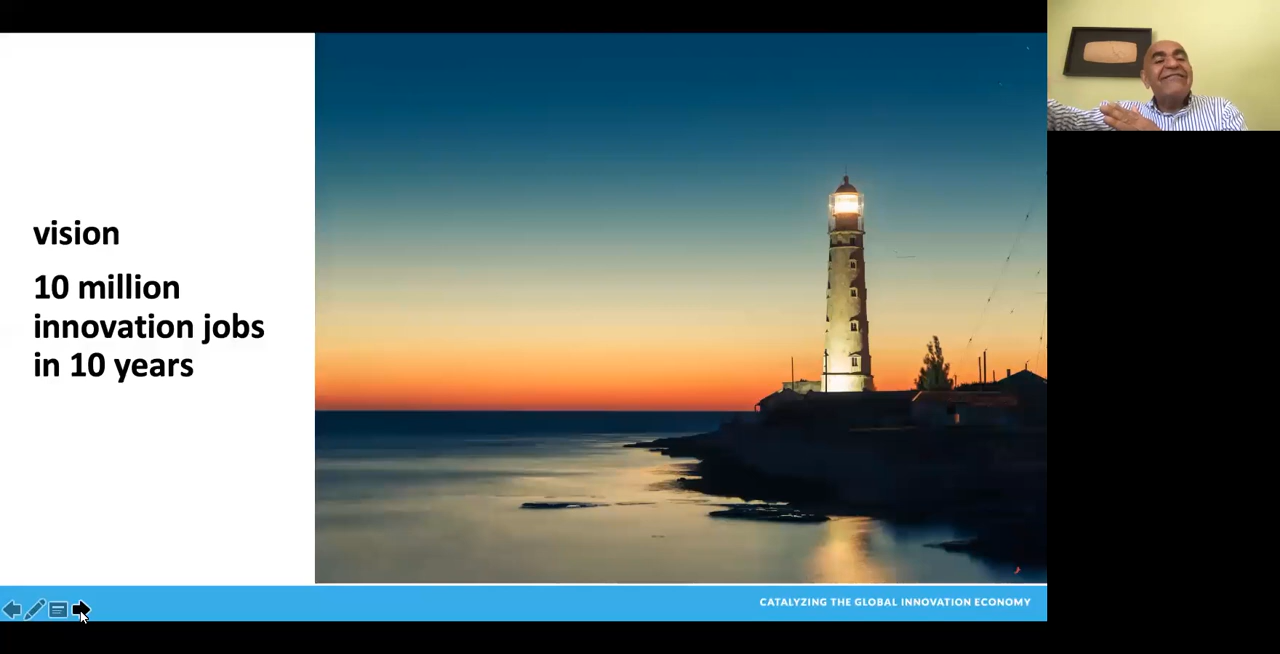 vision
10 million
innovation jobs
in 10 years
CATALYZING THE GLOBAL INNOVATION ECONOMY